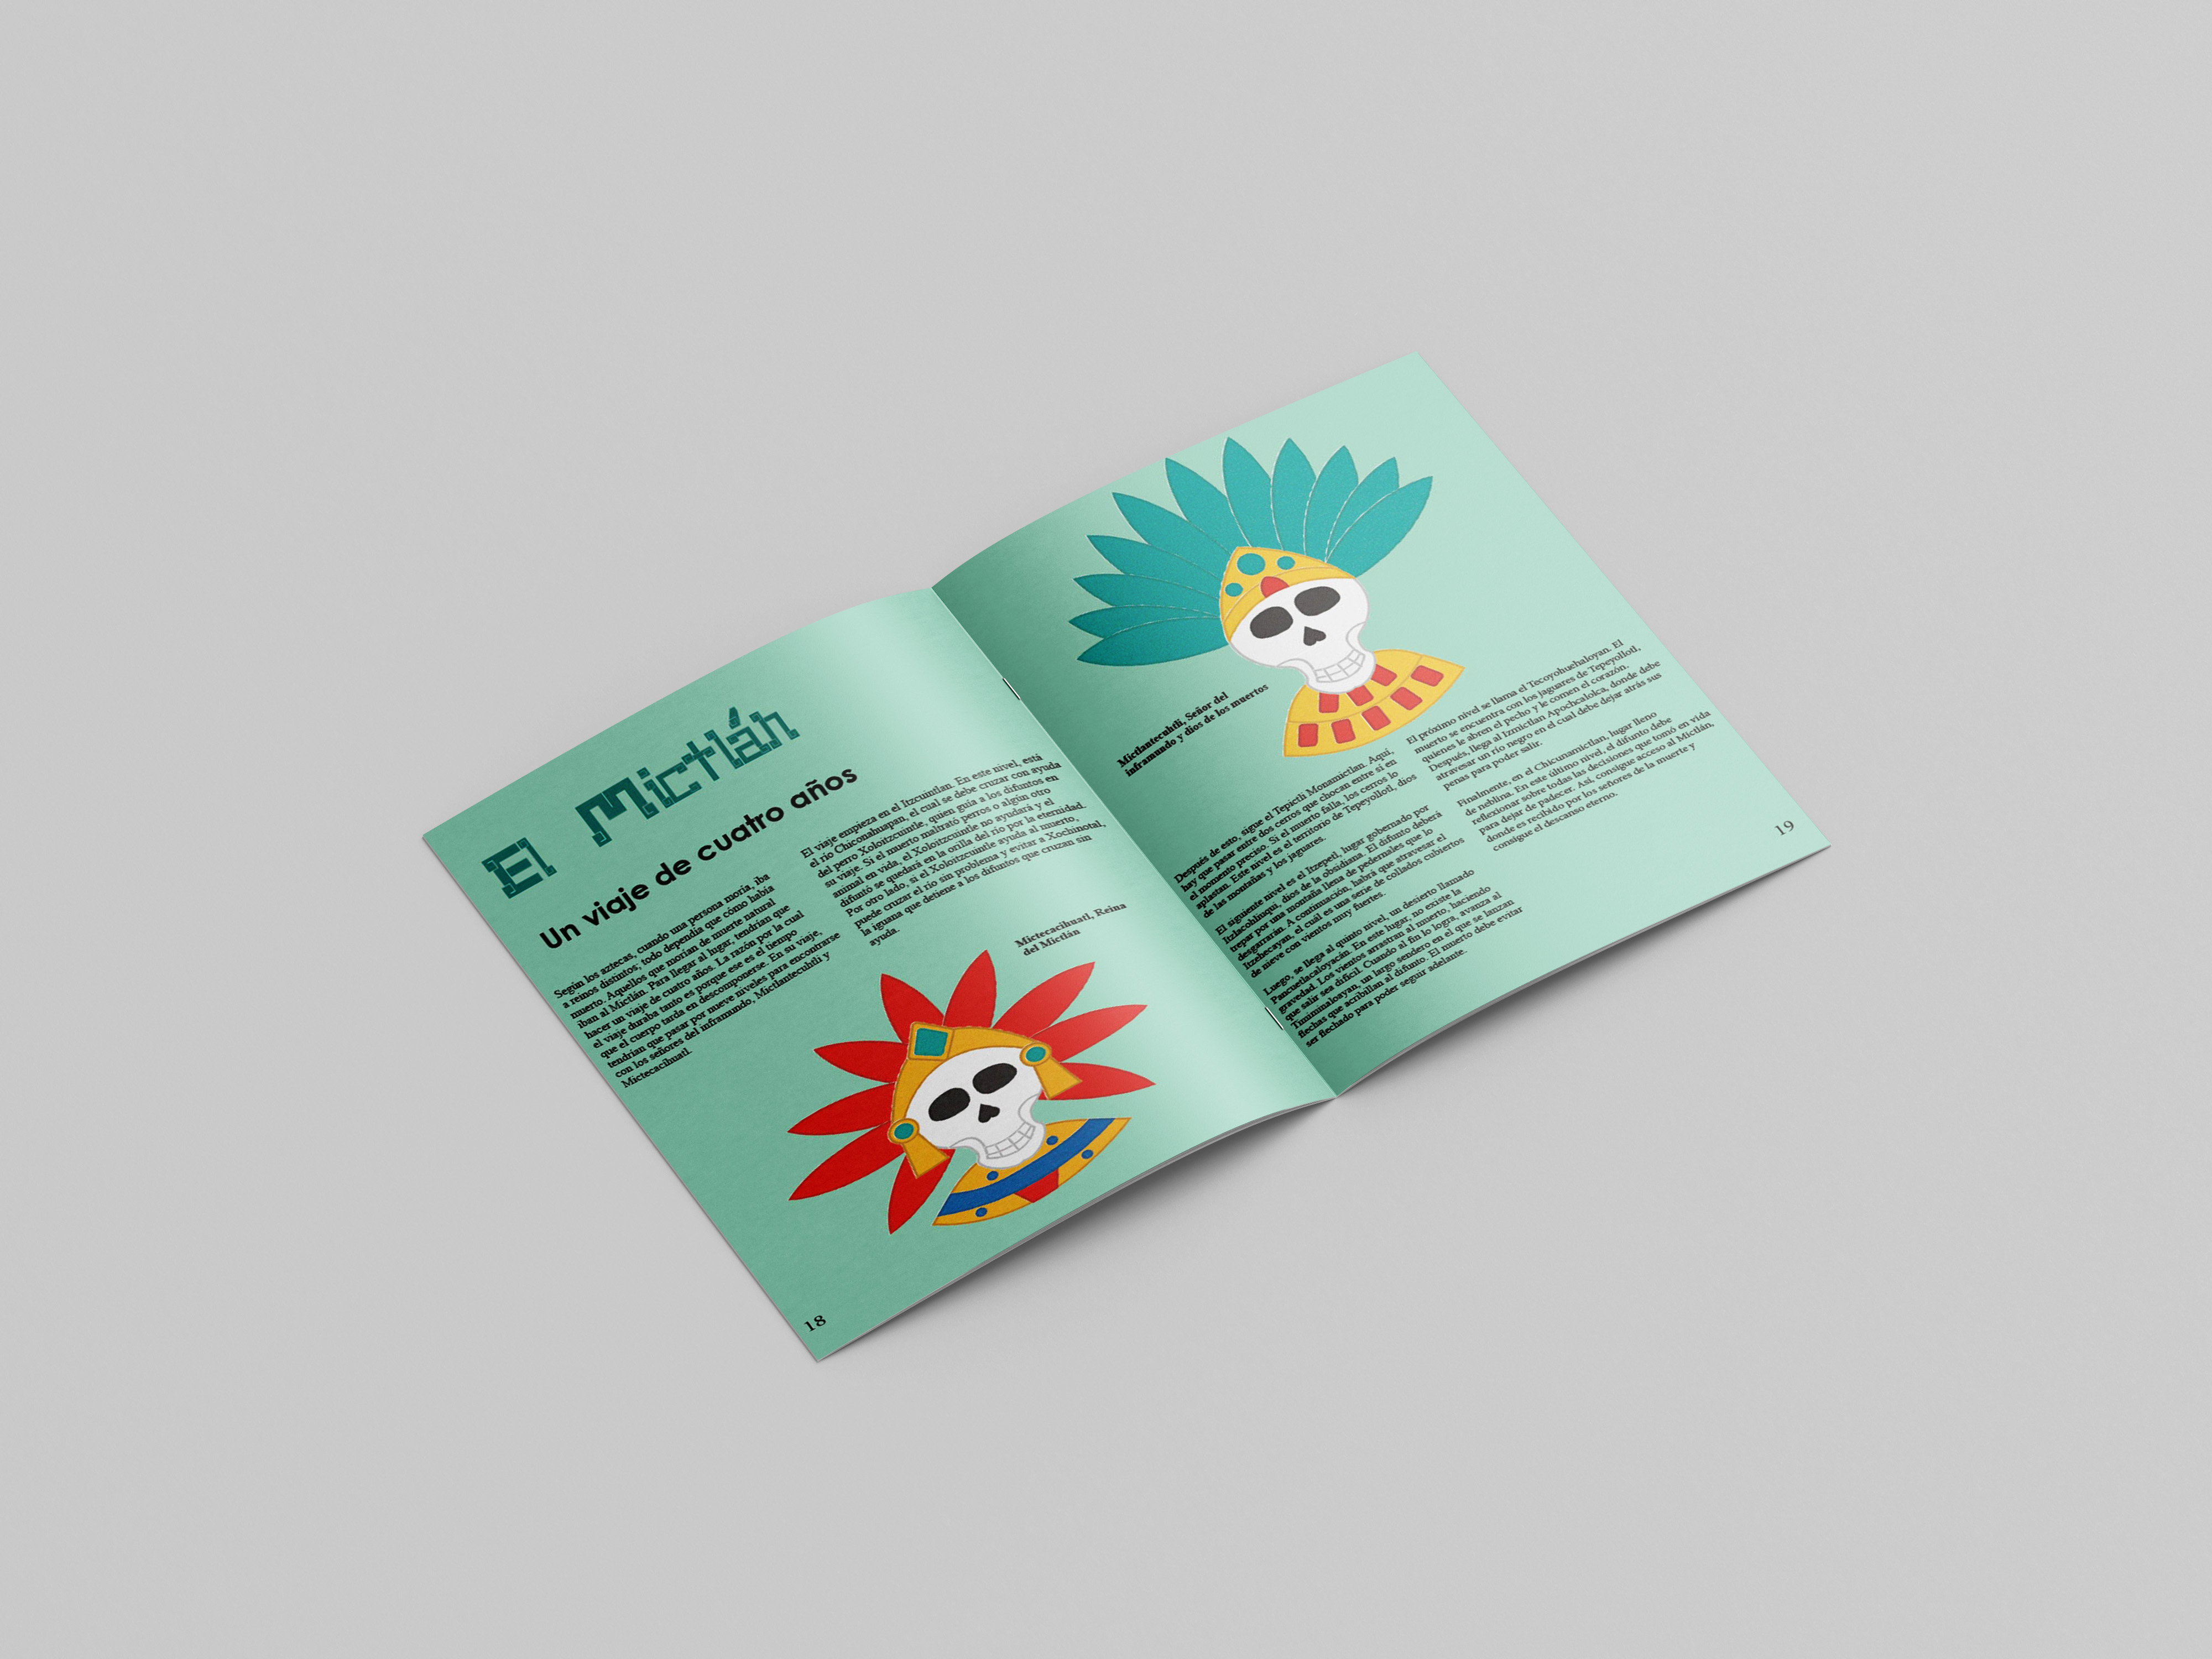 El Mictlán
Un viaje de cuatro años
Según los aztecas, cuando una persona moría, iba
a reinos distintos; todo dependía que cómo había
muerto. Aquellos que morían de muerte natural
iban al Mictlán. Para llegar al lugar, tendrían que
hacer un viaje de cuatro años. La razón por la cual
el viaje duraba tanto es porque ese es el tiempo
que el cuerpo tarda en descomponerse. En su viaje,
tendrían que pasar por nueve niveles para encontrarse
con los señores del inframundo, Mictlantecuhtli y
Mictecacihuatl.
El viaje empieza en el Itzcuintlan. En este nivel, está
el río Chiconahuapan, el cual se debe cruzar con ayuda
del perro Xoloitzcuintle, quien guía a los difuntos en
su viaje. Si el muerto maltrató perros o algún otro
animal en vida, el Xoloitzcuintle no ayudará y el
difuntó se quedará en la orilla del río por la eternidad.
Por otro lado, si el Xoloitzcuintle ayuda al muerto,
puede cruzar el río sin problema y evitar a Xochinotal,
la iguana que detiene a los difuntos que cruzan sin
ayuda.
Mictecacihuatl, Reina
del Mictlán
18
Mictlantecuhtli, Señor del
inframundo y dios de los muertos
Después de esto, sigue el Tepictli Monamictlan. Aqui,
hay que pasar entre dos cerros que chocan entre sí en
el momento preciso. Si el muerto falla, los cerros lo
aplastan. Este nivel es el territorio de Tepeyollotl, dios
de las montañas y los jaguares.
El siguiente nivel es el Itzepetl, lugar gobernado por
Itzlacoliuhqui, dios de la obsidiana. El difunto deberá
trepar por una montaña llena de pedernales que lo
desgarrarán. A continuación, habrá que atravesar el
Itzehecayan, el cuál es una serie de collados cubiertos
de nieve con vientos muy fuertes.
Luego, se llega al quinto nivel, un desierto llamado
Pancuetlacaloyacán. En este lugar, no existe la
gravedad. Los vientos arrastran al muerto, haciendo
que salir sea difícil. Cuando al fin lo logra, avanza al
Timiminaloayan, un largo sendero en el que se lanzan
flechas que acribillan al difunto. El muerto debe evitar
ser flechado para poder seguir adelante.
El próximo nivel se llama el Tecoyohuehaloyan. El
muerto se encuentra con los jaguares de Tepeyollotl,
quienes le abren el pecho y le comen el corazón.
Después, llega al Izmictlan Apochcalolca, donde debe
atravesar un río negro en el cual debe dejar atrás sus
penas para poder salir.
Finalmente, en el Chicunamictlan, lugar lleno
de neblina. En este último nivel, el difunto debe
reflexionar sobre todas las decisiones que tomó en vida
para dejar de padecer. Así, consigue acceso al Mictlán,
donde es recibido por los señores de la muerte y
consigue el descanso eterno.
19